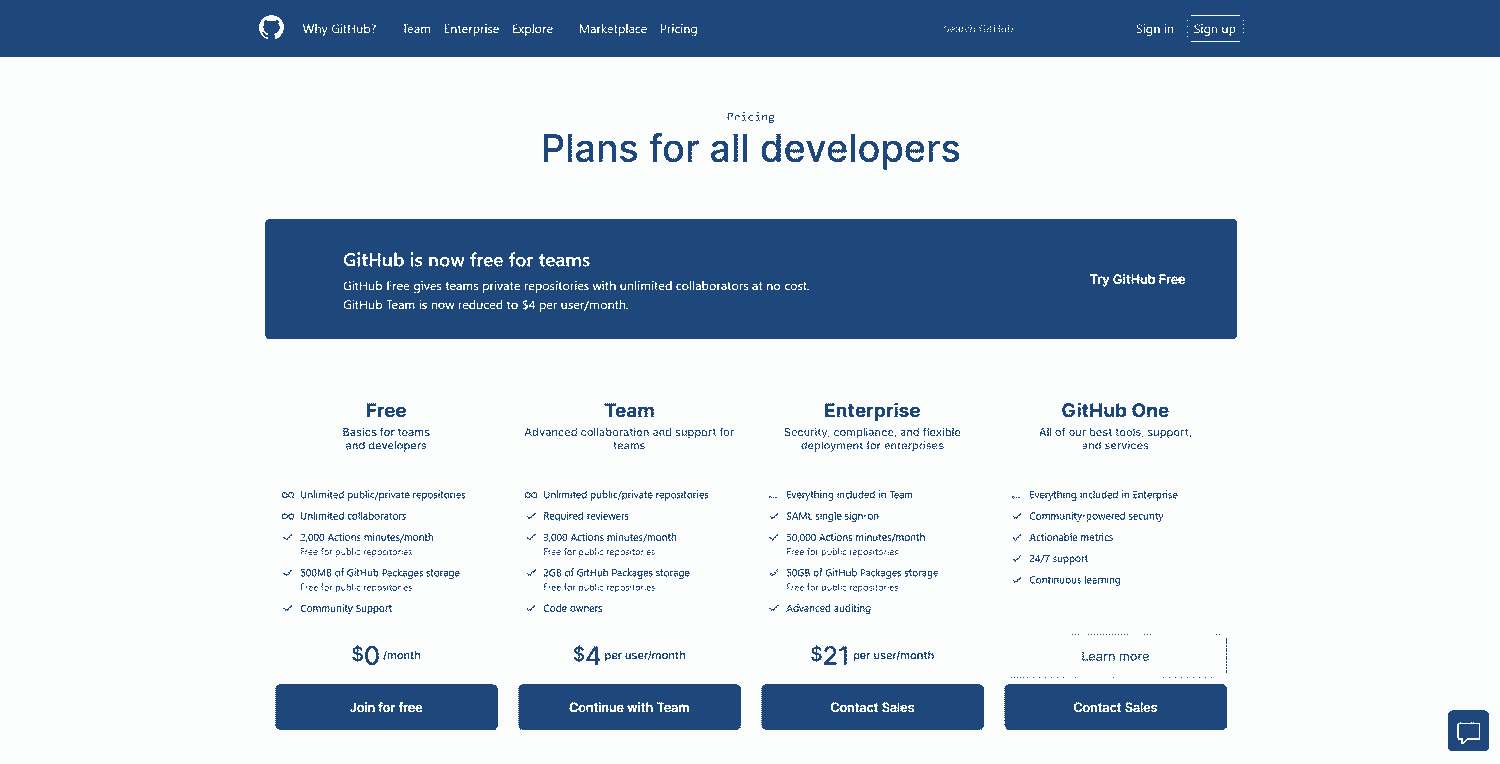 Why GitHub? Team Enterprise Explore Marketplace Pricing Search GitHub Sign in Sign up
Pricing
Plans for all developers
GitHub is now free for teams
GitHub Free gives teams private repositories with unlimited collaborators at no cost.
GitHub Team is now reduced to $4 per user/month.
Try GitHub Free
Free
Basics for teams
and developers
Unlimited public/private repositories
Unlimited collaborators
2,000 Actions minutes/month
Free for public repositories
500MB of GitHub Packages storage
Free for public repositories
Community Support
$0 /month
Join for free
Team
Advanced collaboration and support for
teams
Unlimited public/private repositories
Required reviewers
3,000 Actions minutes/month
Free for public repositories
2GB of GitHub Packages storage
Free for public repositories
Code owners
$4 per user/month
Continue with Team
Enterprise
Security, compliance, and flexible
deployment for enterprises
Everything included in Team
SAML single sign-on
50,000 Actions minutes/month
Free for public repositories
50GB of GitHub Packages storage
Free for public repositories
Advanced auditing
$21 per user/month
Contact Sales
GitHub One
All of our best tools, support,
and services
Everything included in Enterprise
Community-powered security
Actionable metrics
24/7 support
Continuous learning
Learn more
Contact Sales